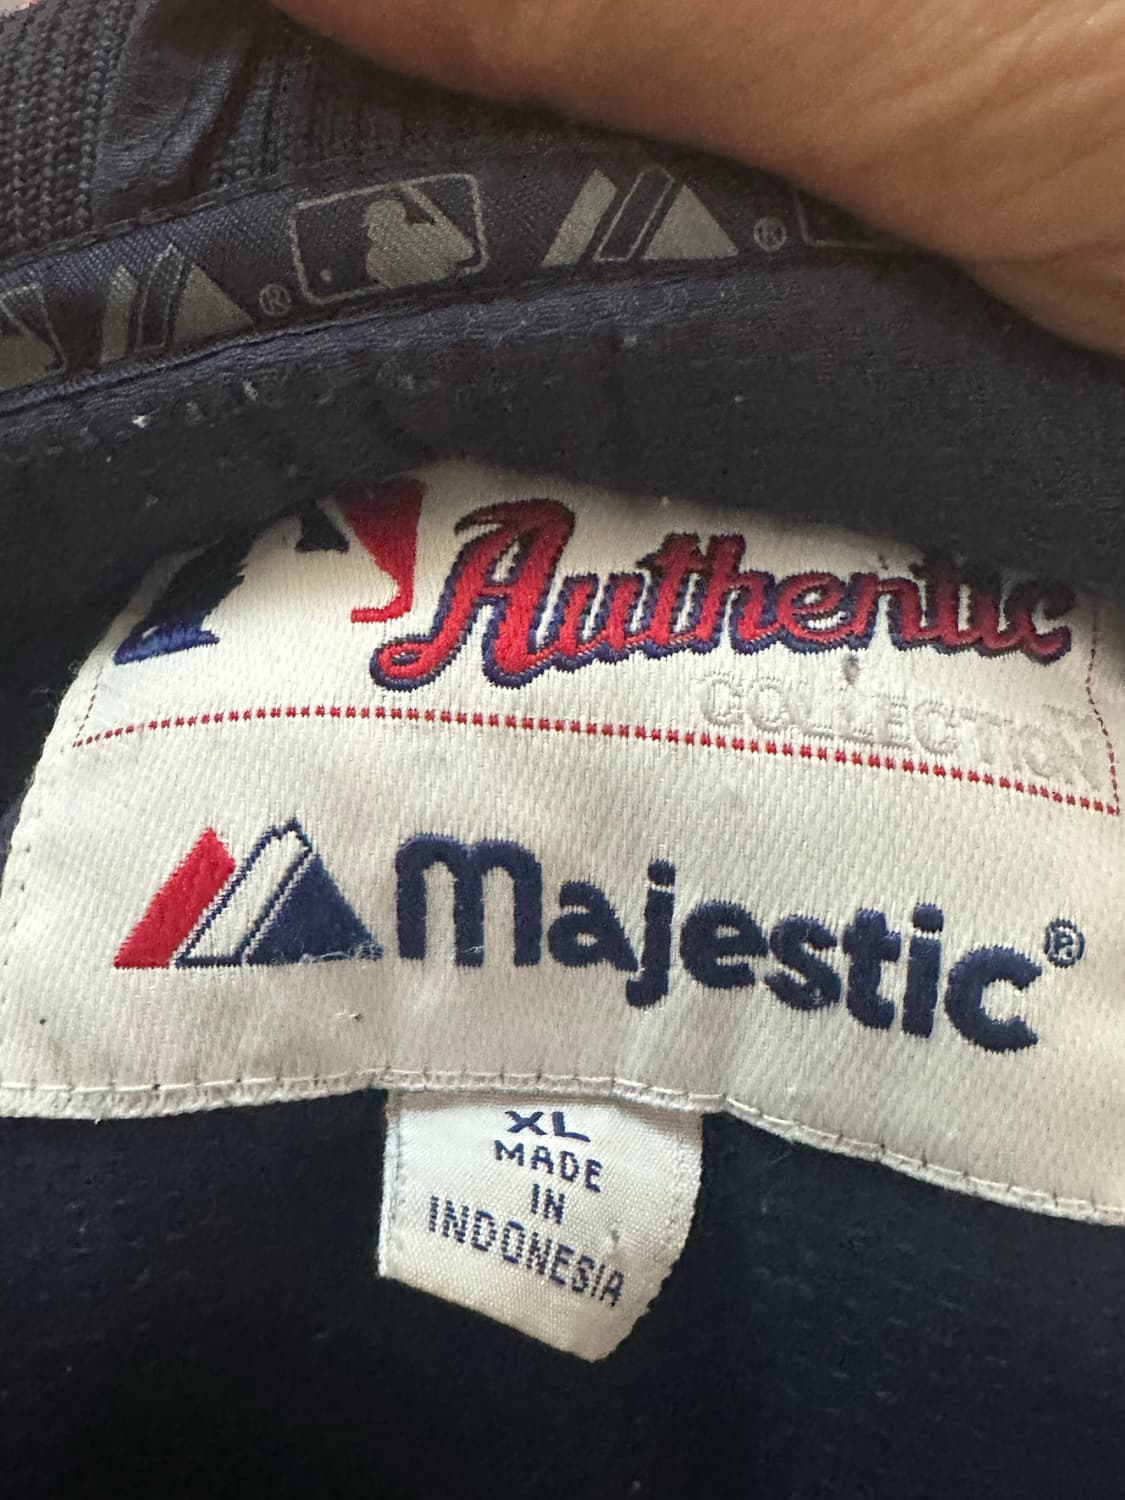 ® ®
Authentic
COLLECTION
Majestic®
XL
MADE
IN
INDONESIA